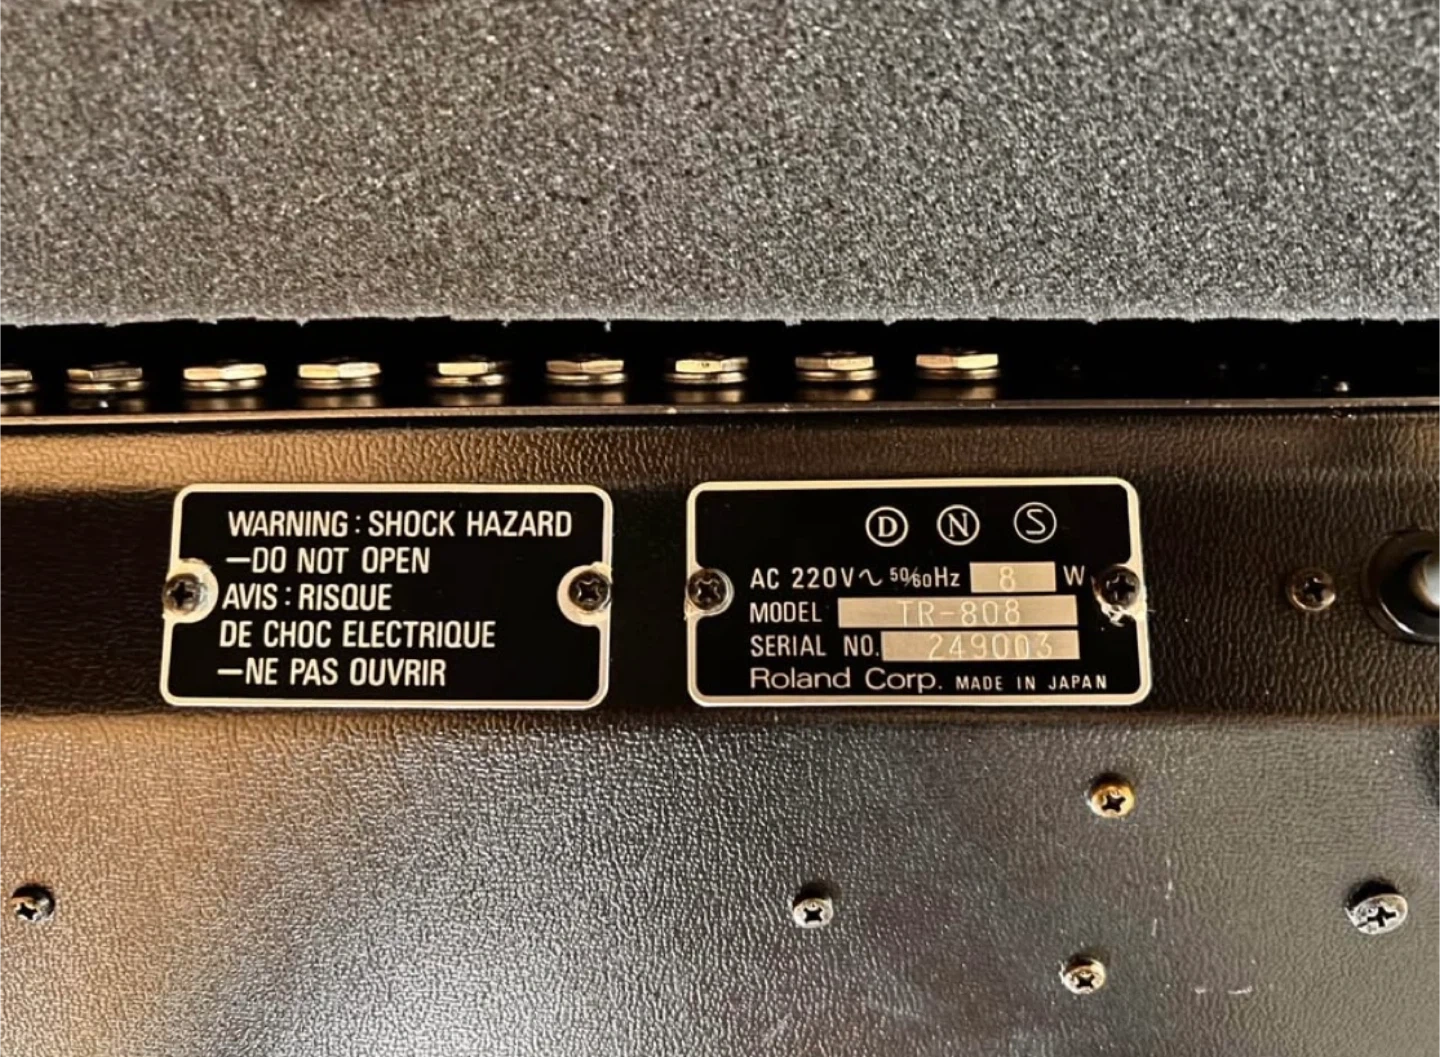 WARNING : SHOCK HAZARD
—DO NOT OPEN
AVIS : RISQUE
DE CHOC ELECTRIQUE
—NE PAS OUVRIR
D N S
AC 220V∼ 50/60Hz 8 W
MODEL TR-808
SERIAL NO. 249003
Roland Corp. MADE IN JAPAN